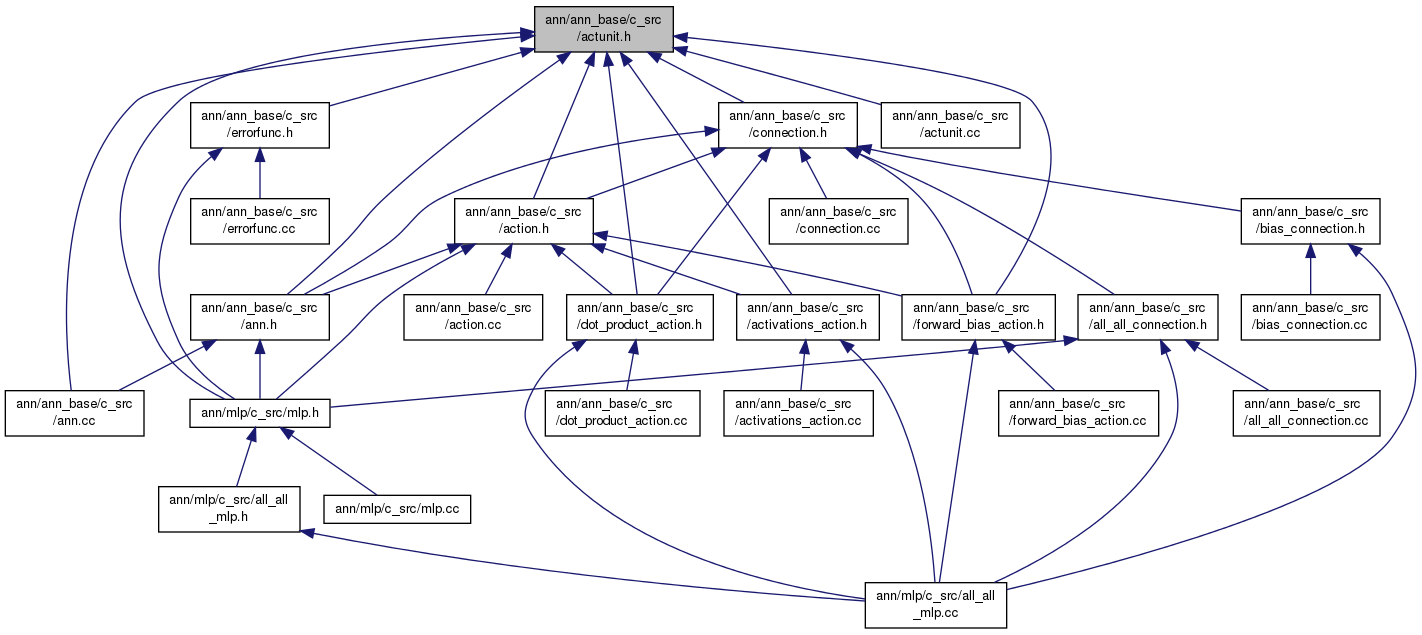 ann/ann_base/c_src
/actunit.h
ann/ann_base/c_src
/errorfunc.h
ann/ann_base/c_src
/connection.h
ann/ann_base/c_src
/actunit.cc
ann/ann_base/c_src
/errorfunc.cc
ann/ann_base/c_src
/action.h
ann/ann_base/c_src
/connection.cc
ann/ann_base/c_src
/bias_connection.h
ann/ann_base/c_src
/ann.h
ann/ann_base/c_src
/action.cc
ann/ann_base/c_src
/dot_product_action.h
ann/ann_base/c_src
/activations_action.h
ann/ann_base/c_src
/forward_bias_action.h
ann/ann_base/c_src
/all_all_connection.h
ann/ann_base/c_src
/bias_connection.cc
ann/ann_base/c_src
/ann.cc
ann/mlp/c_src/mlp.h
ann/ann_base/c_src
/dot_product_action.cc
ann/ann_base/c_src
/activations_action.cc
ann/ann_base/c_src
/forward_bias_action.cc
ann/ann_base/c_src
/all_all_connection.cc
ann/mlp/c_src/all_all
_mlp.h
ann/mlp/c_src/mlp.cc
ann/mlp/c_src/all_all
_mlp.cc